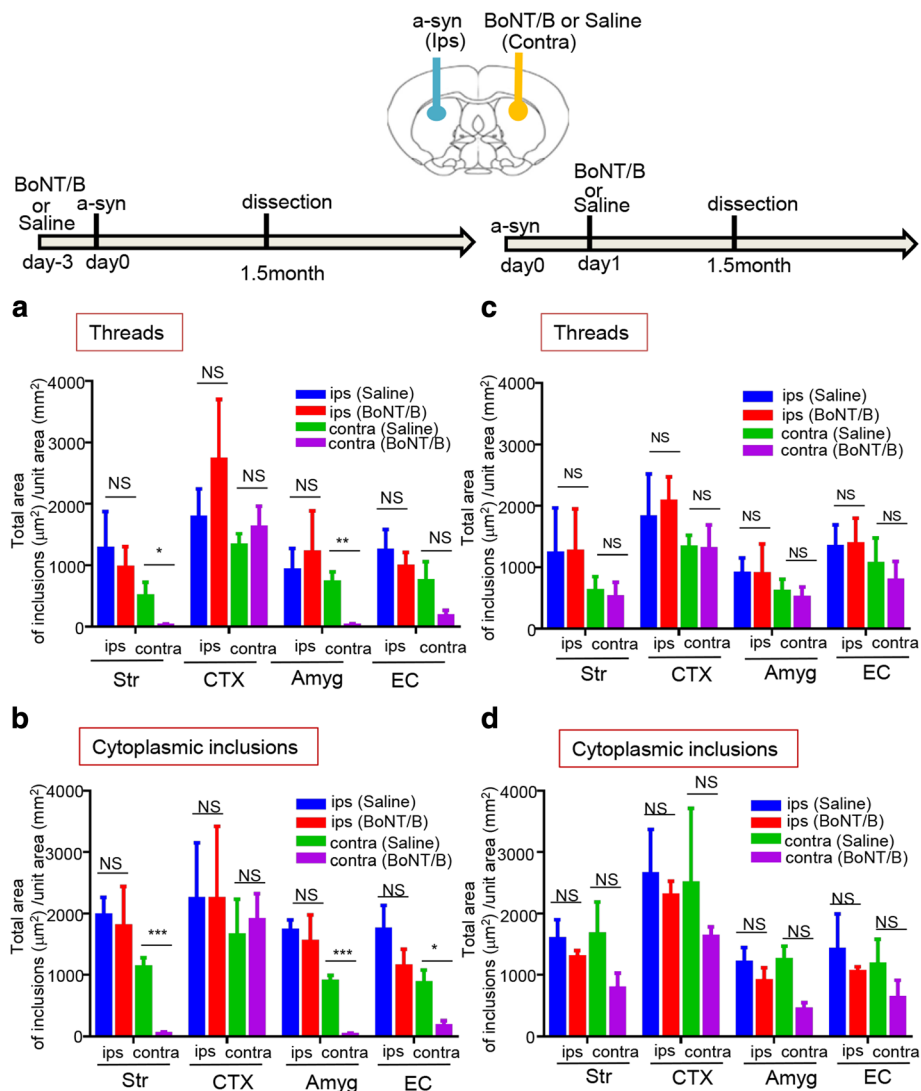 a-syn
(Ips)
BoNT/B or Saline
(Contra)
BoNT/B
or
Saline
a-syn
dissection
day-3
day0
1.5month
a-syn
BoNT/B
or
Saline
dissection
day0
day1
1.5month
a
Threads
Total area
of inclusions (μm²) /unit area (mm²)
4000
3000
2000
1000
0
NS
*
NS
NS
NS
**
NS
NS
ips (Saline)
ips (BoNT/B)
contra (Saline)
contra (BoNT/B)
ips contra ips contra ips contra ips contra
Str CTX Amyg EC
c
Threads
Total area
of inclusions (μm²) /unit area (mm²)
4000
3000
2000
1000
0
NS
NS
NS
NS
NS
NS
NS
NS
ips (Saline)
ips (BoNT/B)
contra (Saline)
contra (BoNT/B)
ips contra ips contra ips contra ips contra
Str CTX Amyg EC
b
Cytoplasmic inclusions
Total area
of inclusions (μm²) /unit area (mm²)
4000
3000
2000
1000
0
NS
***
NS
NS
NS
***
NS
*
ips (Saline)
ips (BoNT/B)
contra (Saline)
contra (BoNT/B)
ips contra ips contra ips contra ips contra
Str CTX Amyg EC
d
Cytoplasmic inclusions
Total area
of inclusions (μm²) /unit area (mm²)
4000
3000
2000
1000
0
NS
NS
NS
NS
NS
NS
NS
NS
ips (Saline)
ips (BoNT/B)
contra (Saline)
contra (BoNT/B)
ips contra ips contra ips contra ips contra
Str CTX Amyg EC